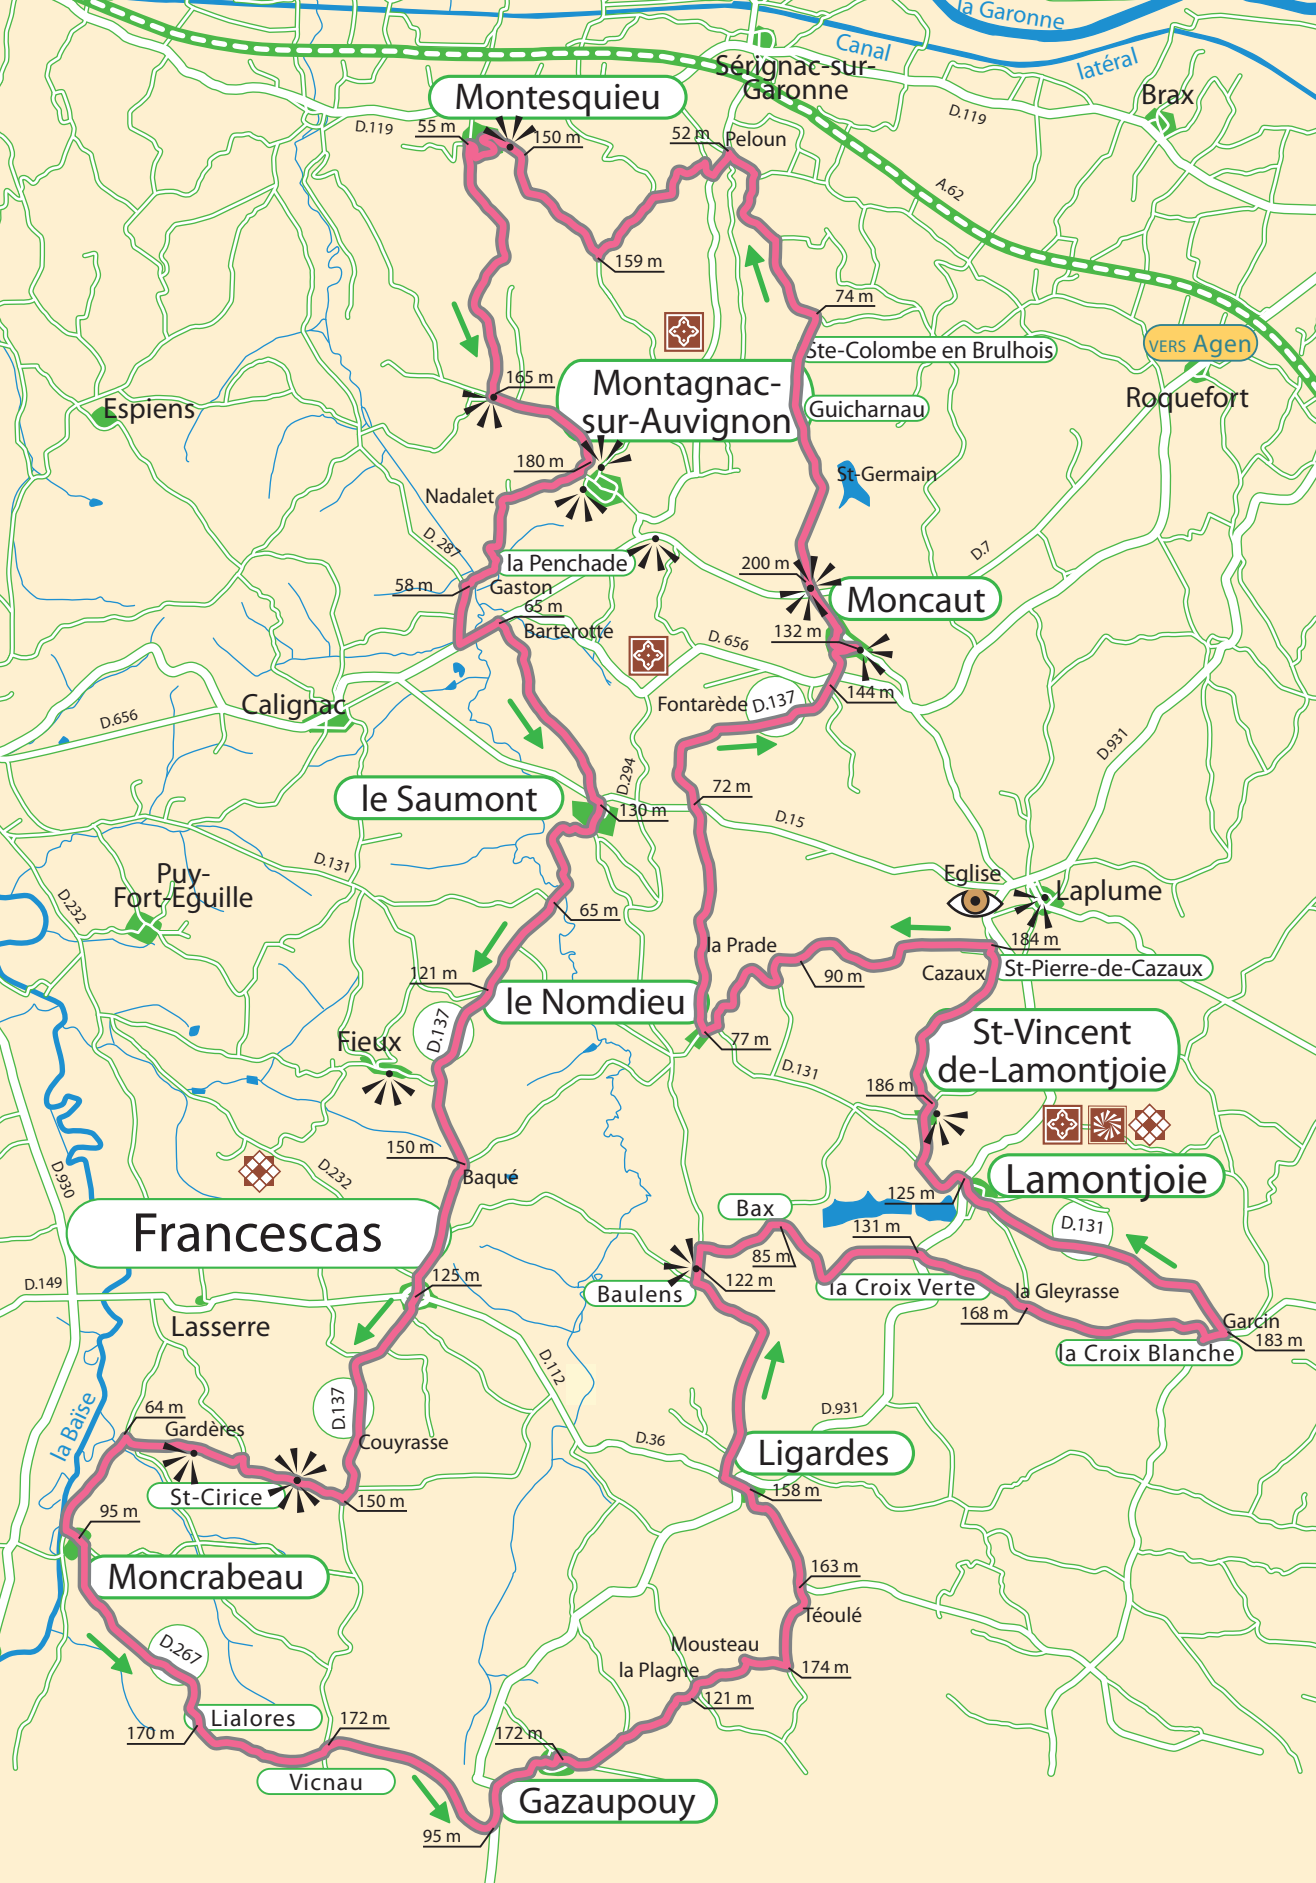 la Garonne
Canal
latéral
Sérignac-sur-
Garonne
Brax
Montesquieu
D.119
D.119
55 m
150 m
52 m
Peloun
A.62
159 m
74 m
Ste-Colombe en Brulhois
VERS Agen
Roquefort
165 m
Montagnac-
sur-Auvignon
Guicharnau
Espiens
180 m
St-Germain
Nadalet
D. 287
la Penchade
200 m
D.7
58 m
Gaston
65 m
Barterotte
Moncaut
132 m
D. 656
144 m
Calignac
D.656
Fontarède
D.137
D.931
D.294
le Saumont
72 m
130 m
D.15
D.131
Puy-
Fort-Eguille
D.232
Eglise
Laplume
65 m
la Prade
184 m
St-Pierre-de-Cazaux
Cazaux
90 m
121 m
le Nomdieu
D.137
77 m
Fieux
St-Vincent
de-Lamontjoie
D.131
186 m
150 m
Baqué
D.930
D.232
Lamontjoie
125 m
Francescas
Bax
131 m
D.131
85 m
122 m
Baulens
la Croix Verte
la Gleyrasse
168 m
Garcin
183 m
la Croix Blanche
D.149
125 m
Lasserre
D.112
D.137
la Baïse
64 m
Gardères
Couyrasse
D.931
D.36
Ligardes
St-Cirice
150 m
158 m
95 m
Moncrabeau
163 m
Téoulé
D.267
Mousteau
la Plagne
174 m
121 m
Lialores
170 m
172 m
172 m
Vicnau
Gazaupouy
95 m